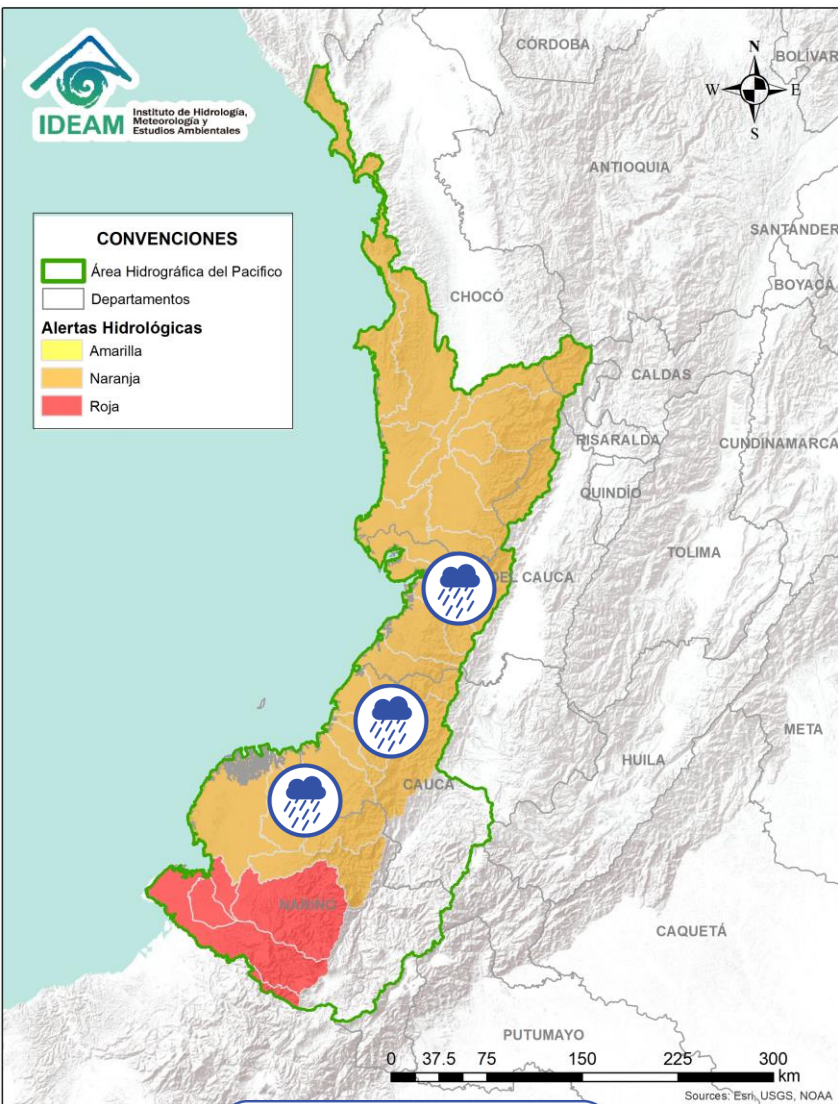 IDEAM
Instituto de Hidrología,
Meteorología y
Estudios Ambientales
CÓRDOBA
BOLÍVAR
N
W
E
S
ANTIOQUIA
SANTANDER
BOYACÁ
CONVENCIONES
Área Hidrográfica del Pacifico
Departamentos
Alertas Hidrológicas
Amarilla
Naranja
Roja
CHOCÓ
CALDAS
RISARALDA
CUNDINAMARCA
QUINDÍO
TOLIMA
DEL CAUCA
META
HUILA
CAUCA
NARIÑO
CAQUETÁ
PUTUMAYO
0 37.5 75 150 225 300
km
Sources: Esri, USGS, NOAA